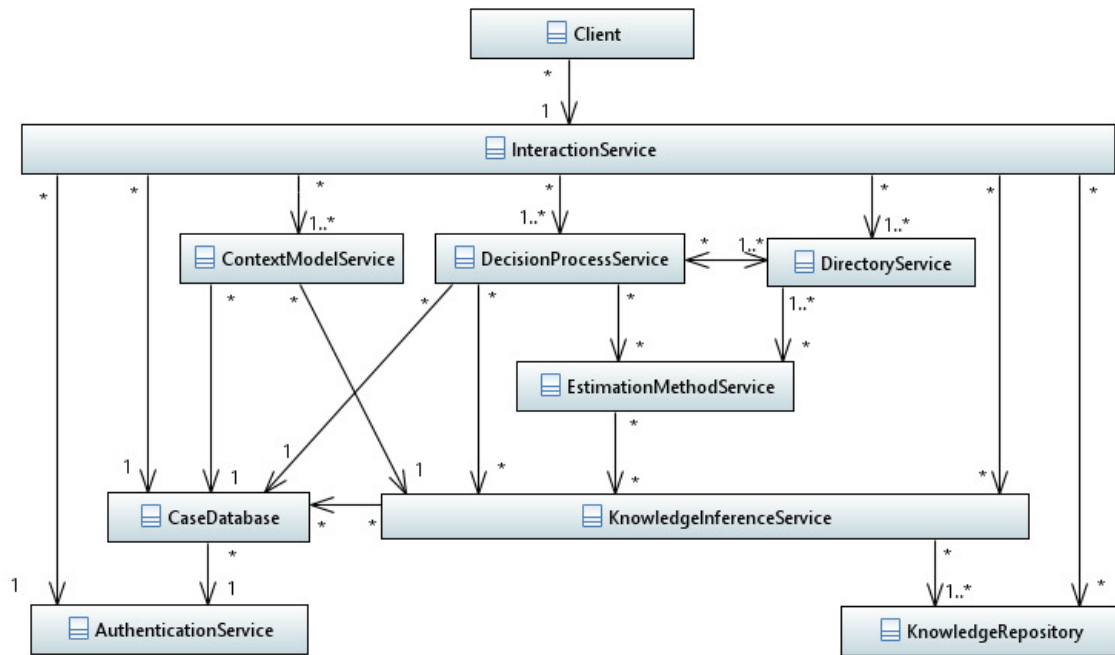 Client
*
1
InteractionService
* * * * * * *
1..* 1..* 1..*
ContextModelService
DecisionProcessService
* 1..*
DirectoryService
* * * * * 1..*
* *
EstimationMethodService
*
1 1 1 1 * * *
CaseDatabase
* *
KnowledgeInferenceService
* *
1 1 1..* *
AuthenticationService
KnowledgeRepository